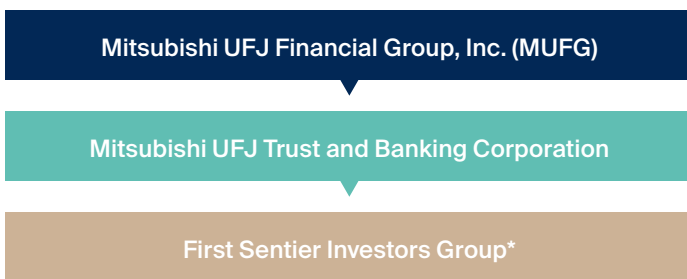 Mitsubishi UFJ Financial Group, Inc. (MUFG)
Mitsubishi UFJ Trust and Banking Corporation
First Sentier Investors Group*